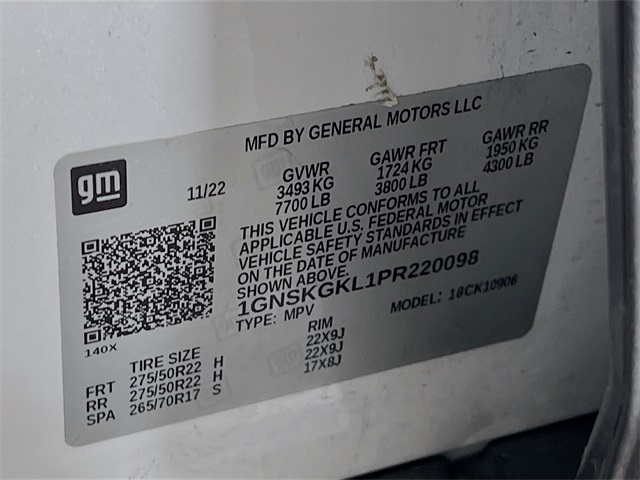 MFD BY GENERAL MOTORS LLC
gm
11/22
GVWR GAWR FRT GAWR RR
3493 KG 1724 KG 1950 KG
7700 LB 3800 LB 4300 LB
THIS VEHICLE CONFORMS TO ALL
APPLICABLE U.S. FEDERAL MOTOR
VEHICLE SAFETY STANDARDS IN EFFECT
ON THE DATE OF MANUFACTURE
SHOWN ABOVE.
1GNSKGKL1PR220098
TYPE: MPV MODEL: 18CK10906
140X
TIRE SIZE RIM
FRT 275/50R22 H 22X9J
RR 275/50R22 H 22X9J
SPA 265/70R17 S 17X8J